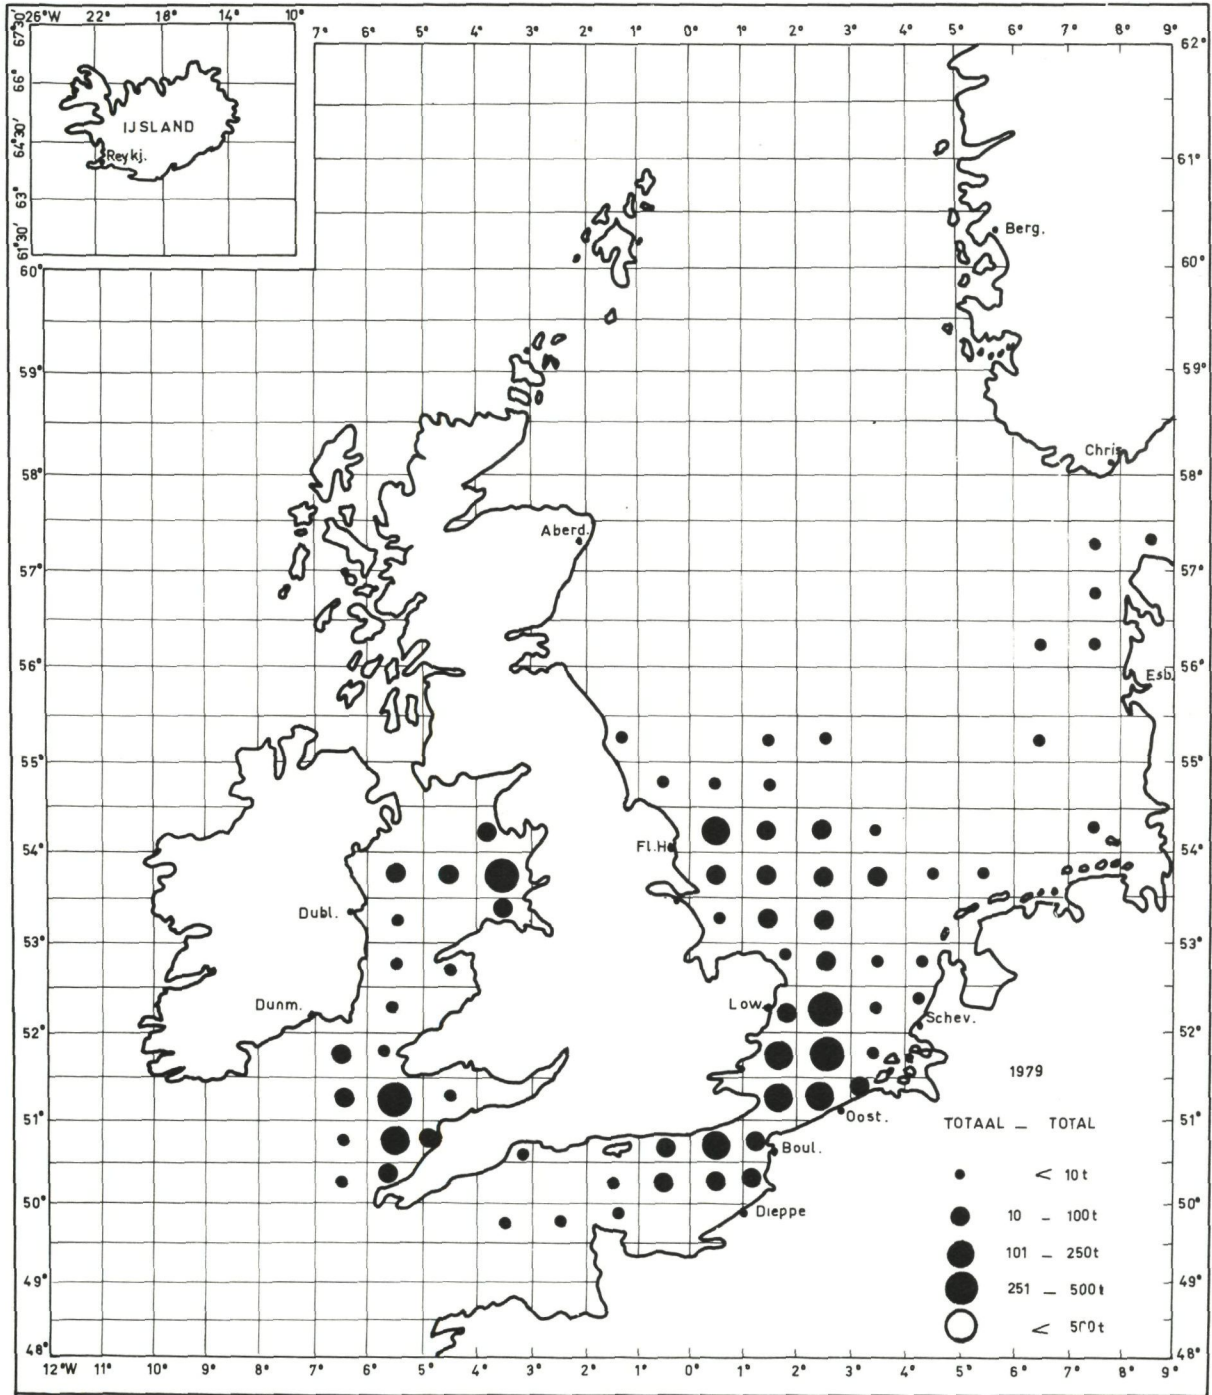 26°W 18° 14° 10°
22°
67°30'
66°
64°30'
63°
61°30'
IJSLAND
Reykj.
7° 6° 5° 4° 3° 2° 1° 0° 1° 2° 3° 4° 5° 6° 7° 8° 9°
62° 
61°
Berg.
60° 60°
59° 59°
Chris
58° 58°
Aberd.
57° 57°
56° 56°
Esb.
55° 55°
54° 54°
Fl.H
Dubl.
53° 53°
Dunm.
Low.
52° 52°
Schev.
1979
51° 51°
Oost.
TOTAAL _ TOTAL
Boul.
< 10t
50° 50°
Dieppe
10 _ 100t
101 _ 250t
49° 49°
251 _ 500t
< 500t
48° 48°
12°W 11° 10° 9° 8° 7° 6° 5° 4° 3° 2° 1° 0° 1° 2° 3° 4° 5° 6° 7° 8° 9°